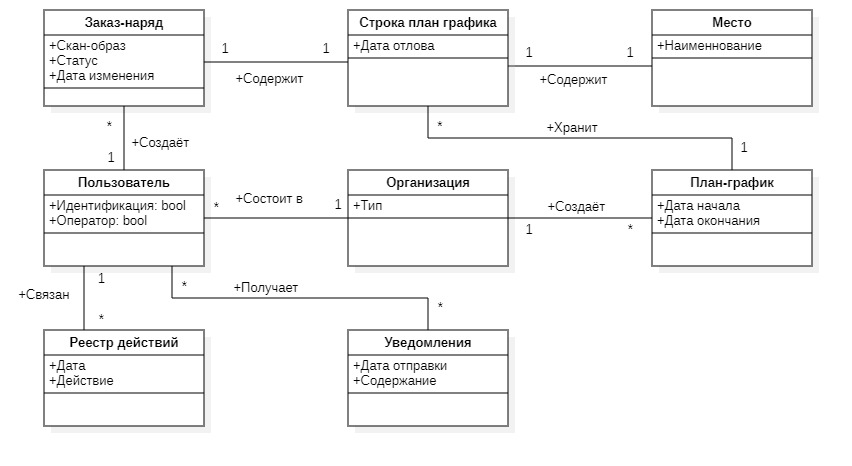 Заказ-наряд
+Скан-образ
+Статус
+Дата изменения
1
1
+Содержит
Строка план графика
+Дата отлова
1
1
+Содержит
Место
+Наименнование
*
+Создаёт
1
*
+Хранит
1
Пользователь
+Идентификация: bool
+Оператор: bool
*
+Состоит в
1
Организация
+Тип
+Создаёт
1
*
План-график
+Дата начала
+Дата окончания
1
+Связан
*
*
+Получает
*
Реестр действий
+Дата
+Действие
Уведомления
+Дата отправки
+Содержание